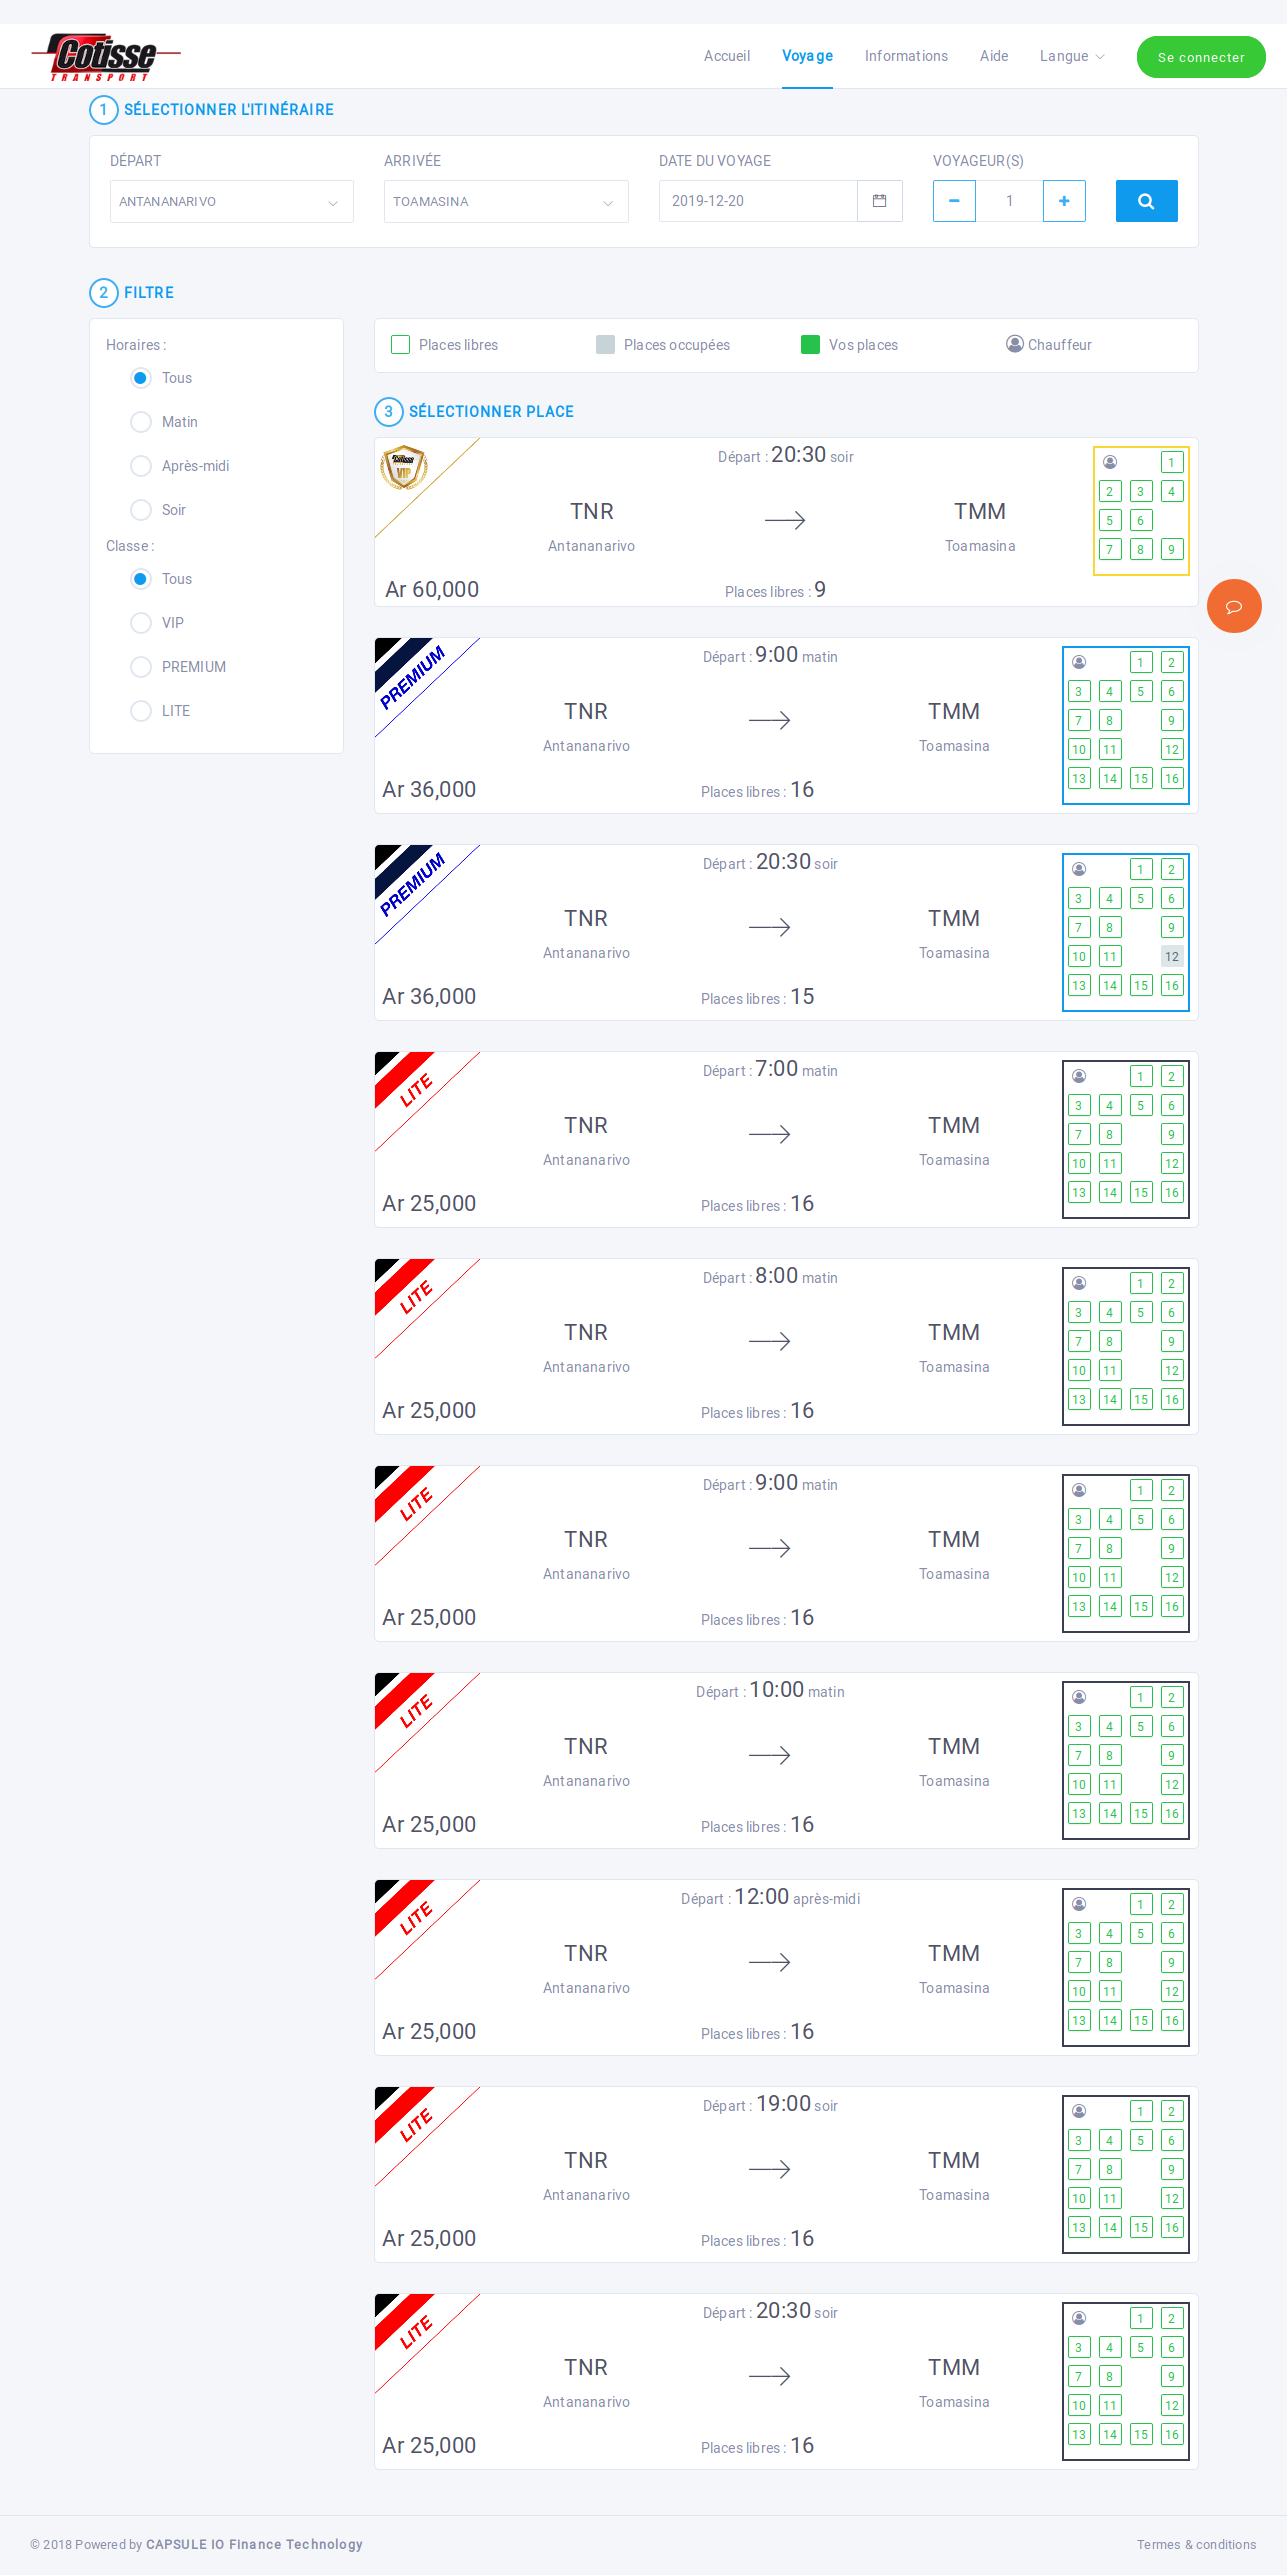 Cotisse
TRANSPORT
Accueil Voyage Informations Aide Langue Se connecter
1 SÉLECTIONNER L'ITINÉRAIRE
DÉPART ARRIVÉE DATE DU VOYAGE VOYAGEUR(S)
ANTANANARIVO TOAMASINA 2019-12-20 1
2 FILTRE
Horaires :
Tous
Matin
Après-midi
Soir
Classe :
Tous
VIP
PREMIUM
LITE
Places libres Places occupées Vos places Chauffeur
3 SÉLECTIONNER PLACE
Cotisse
VIP
Départ : 20:30 soir
TNR TMM
Antananarivo Toamasina
Ar 60,000 Places libres : 9
1
2 3 4
5 6
7 8 9
PREMIUM
Départ : 9:00 matin
TNR TMM
Antananarivo Toamasina
Ar 36,000 Places libres : 16
1 2
3 4 5 6
7 8 9
10 11 12
13 14 15 16
PREMIUM
Départ : 20:30 soir
TNR TMM
Antananarivo Toamasina
Ar 36,000 Places libres : 15
1 2
3 4 5 6
7 8 9
10 11 12
13 14 15 16
LITE
Départ : 7:00 matin
TNR TMM
Antananarivo Toamasina
Ar 25,000 Places libres : 16
1 2
3 4 5 6
7 8 9
10 11 12
13 14 15 16
LITE
Départ : 8:00 matin
TNR TMM
Antananarivo Toamasina
Ar 25,000 Places libres : 16
1 2
3 4 5 6
7 8 9
10 11 12
13 14 15 16
LITE
Départ : 9:00 matin
TNR TMM
Antananarivo Toamasina
Ar 25,000 Places libres : 16
1 2
3 4 5 6
7 8 9
10 11 12
13 14 15 16
LITE
Départ : 10:00 matin
TNR TMM
Antananarivo Toamasina
Ar 25,000 Places libres : 16
1 2
3 4 5 6
7 8 9
10 11 12
13 14 15 16
LITE
Départ : 12:00 après-midi
TNR TMM
Antananarivo Toamasina
Ar 25,000 Places libres : 16
1 2
3 4 5 6
7 8 9
10 11 12
13 14 15 16
LITE
Départ : 19:00 soir
TNR TMM
Antananarivo Toamasina
Ar 25,000 Places libres : 16
1 2
3 4 5 6
7 8 9
10 11 12
13 14 15 16
LITE
Départ : 20:30 soir
TNR TMM
Antananarivo Toamasina
Ar 25,000 Places libres : 16
1 2
3 4 5 6
7 8 9
10 11 12
13 14 15 16
© 2018 Powered by CAPSULE IO Finance Technology Termes & conditions